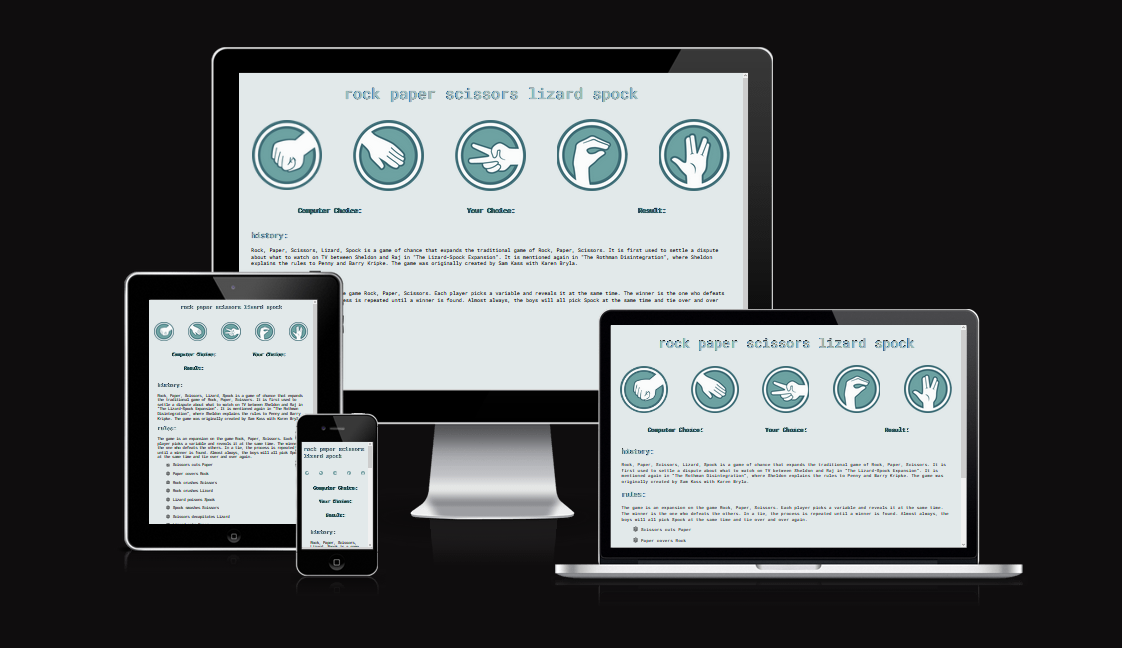 rock paper scissors lizard spock
Computer Choice:
Your Choice:
Result:
history:
Rock, Paper, Scissors, Lizard, Spock is a game of chance that expands the traditional game of Rock, Paper, Scissors. It is first used to settle a dispute
about what to watch on TV between Sheldon and Raj in "The Lizard-Spock Expansion". It is mentioned again in "The Rothman Disintegration", where Sheldon
explains the rules to Penny and Barry Kripke. The game was originally created by Sam Kass with Karen Bryla.
e game Rock, Paper, Scissors. Each player picks a variable and reveals it at the same time. The winner is the one who defeats
ess is repeated until a winner is found. Almost always, the boys will all pick Spock at the same time and tie over and over
rock paper scissors lizard spock
Computer Choice:
Your Choice:
Result:
history:
Rock, Paper, Scissors, Lizard, Spock is a game of chance that expands
the traditional game of Rock, Paper, Scissors. It is first used to
settle a dispute about what to watch on TV between Sheldon and Raj in
"The Lizard-Spock Expansion". It is mentioned again in "The Rothman
Disintegration", where Sheldon explains the rules to Penny and Barry
Kripke. The game was originally created by Sam Kass with Karen Bryla
rules:
The game is an expansion on the game Rock, Paper, Scissors. Each
player picks a variable and reveals it at the same time. The winner is
the one who defeats the others. In a tie, the process is repeated
until a winner is found. Almost always, the boys will all pick Spock
at the same time and tie over and over again.
Scissors cuts Paper
Paper covers Rock
Rock crushes Scissors
Rock crushes Lizard
Lizard poisons Spock
Spock smashes Scissors
Scissors decapitates Lizard
rock paper scissors
lizard spock
Computer Choice:
Your Choice:
Result:
history:
Rock, Paper, Scissors,
Lizard, Spock is a game
rock paper scissors lizard spock
Computer Choice:
Your Choice:
Result:
history:
Rock, Paper, Scissors, Lizard, Spock is a game of chance that expands the traditional game of Rock, Paper, Scissors. It is
first used to settle a dispute about what to watch on TV between Sheldon and Raj in "The Lizard-Spock Expansion". It is
mentioned again in "The Rothman Disintegration", where Sheldon explains the rules to Penny and Barry Kripke. The game was
originally created by Sam Kass with Karen Bryla.
rules:
The game is an expansion on the game Rock, Paper, Scissors. Each player picks a variable and reveals it at the same time.
The winner is the one who defeats the others. In a tie, the process is repeated until a winner is found. Almost always, the
boys will all pick Spock at the same time and tie over and over again.
Scissors cuts Paper
Paper covers Rock